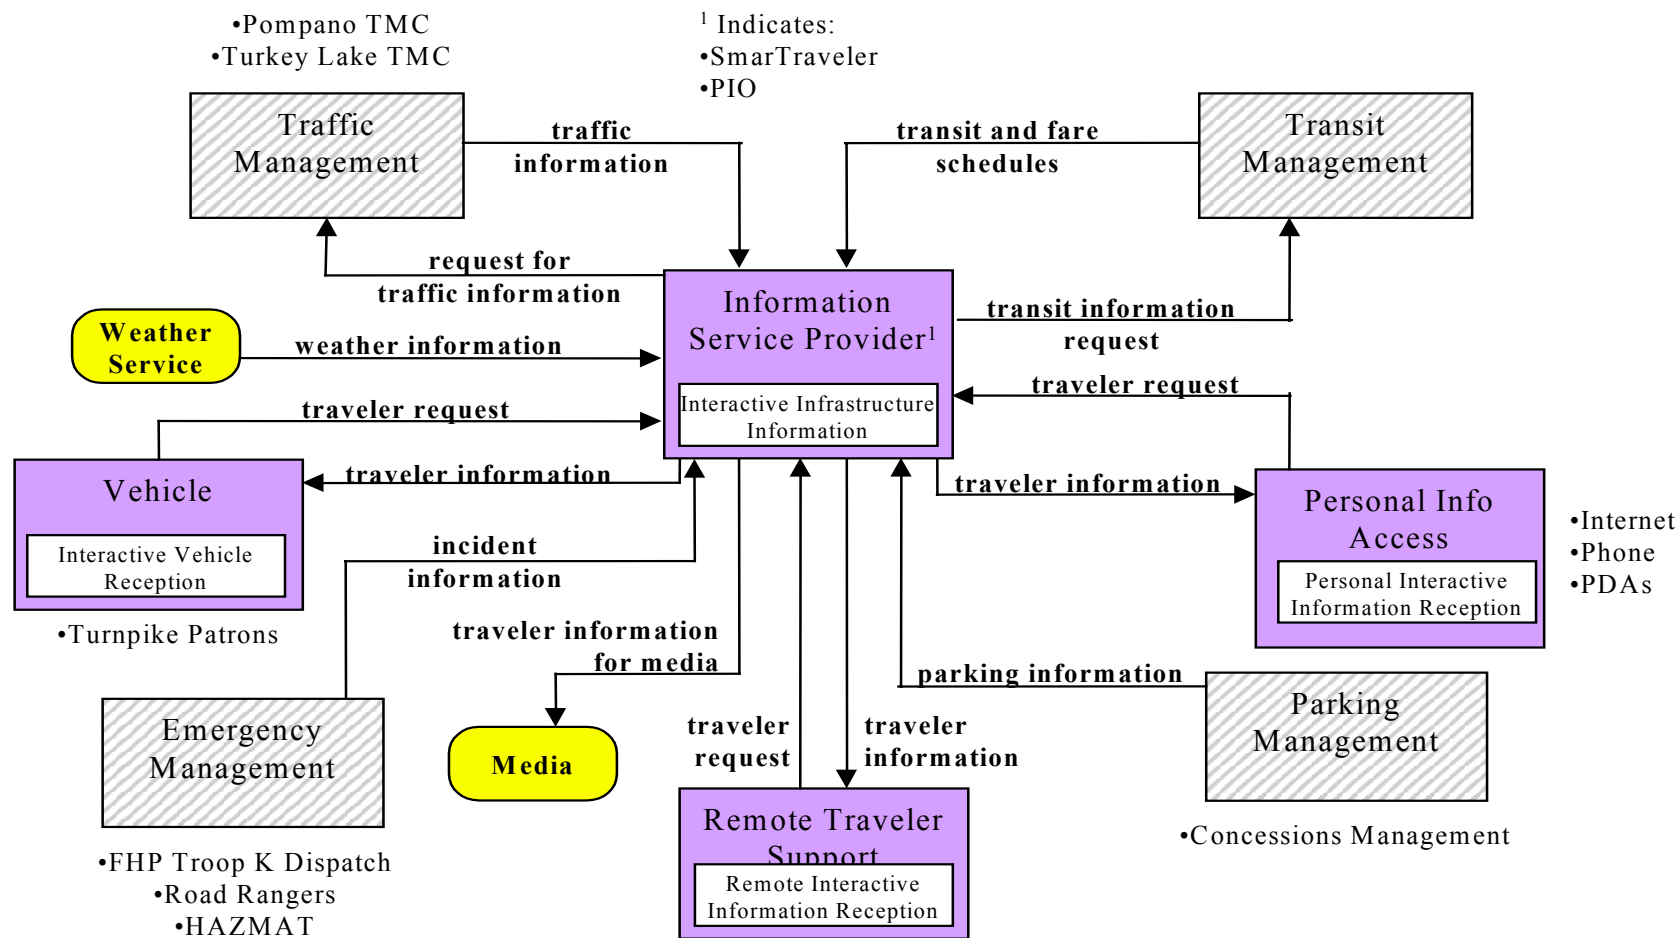 •Pompano TMC
•Turkey Lake TMC
¹ Indicates:
•SmarTraveler
•PIO
Traffic
Management
traffic
information
transit and fare
schedules
Transit
Management
request for
traffic information
Information
Service Provider¹
Interactive Infrastructure
Information
transit information
request
Weather
Service
weather information
traveler request
traveler request
Vehicle
Interactive Vehicle
Reception
•Turnpike Patrons
traveler information
traveler information
Personal Info
Access
Personal Interactive
Information Reception
•Internet
•Phone
•PDAs
incident
information
traveler information
for media
parking information
Emergency
Management
•FHP Troop K Dispatch
•Road Rangers
•HAZMAT
Media
traveler
request
traveler
information
Parking
Management
•Concessions Management
Remote Traveler
Support
Remote Interactive
Information Reception